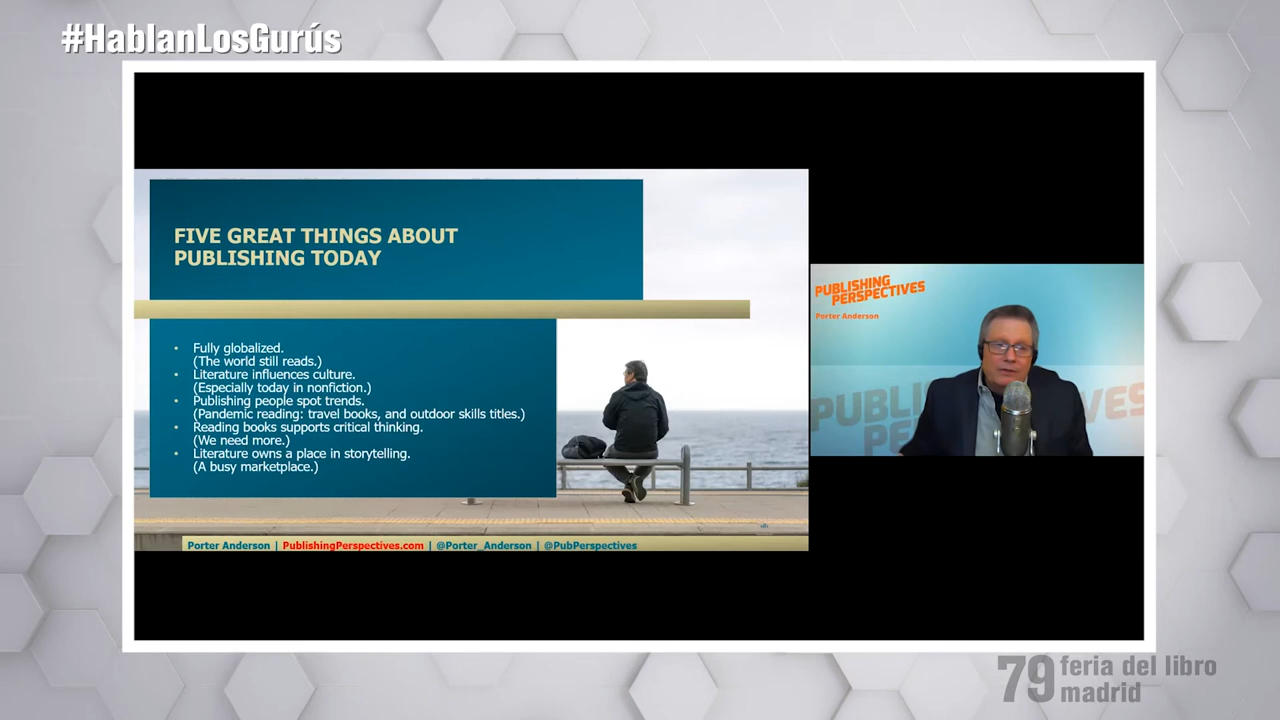 #HablanLosGurús
FIVE GREAT THINGS ABOUT
PUBLISHING TODAY
• Fully globalized.
(The world still reads.)
• Literature influences culture.
(Especially today in nonfiction.)
• Publishing people spot trends.
(Pandemic reading: travel books, and outdoor skills titles.)
• Reading books supports critical thinking.
(We need more.)
• Literature owns a place in storytelling.
(A busy marketplace.)
Porter Anderson | PublishingPerspectives.com | @Porter_Anderson | @PubPerspectives
PUBLISHING
PERSPECTIVES
Porter Anderson
79 feria del libro
madrid